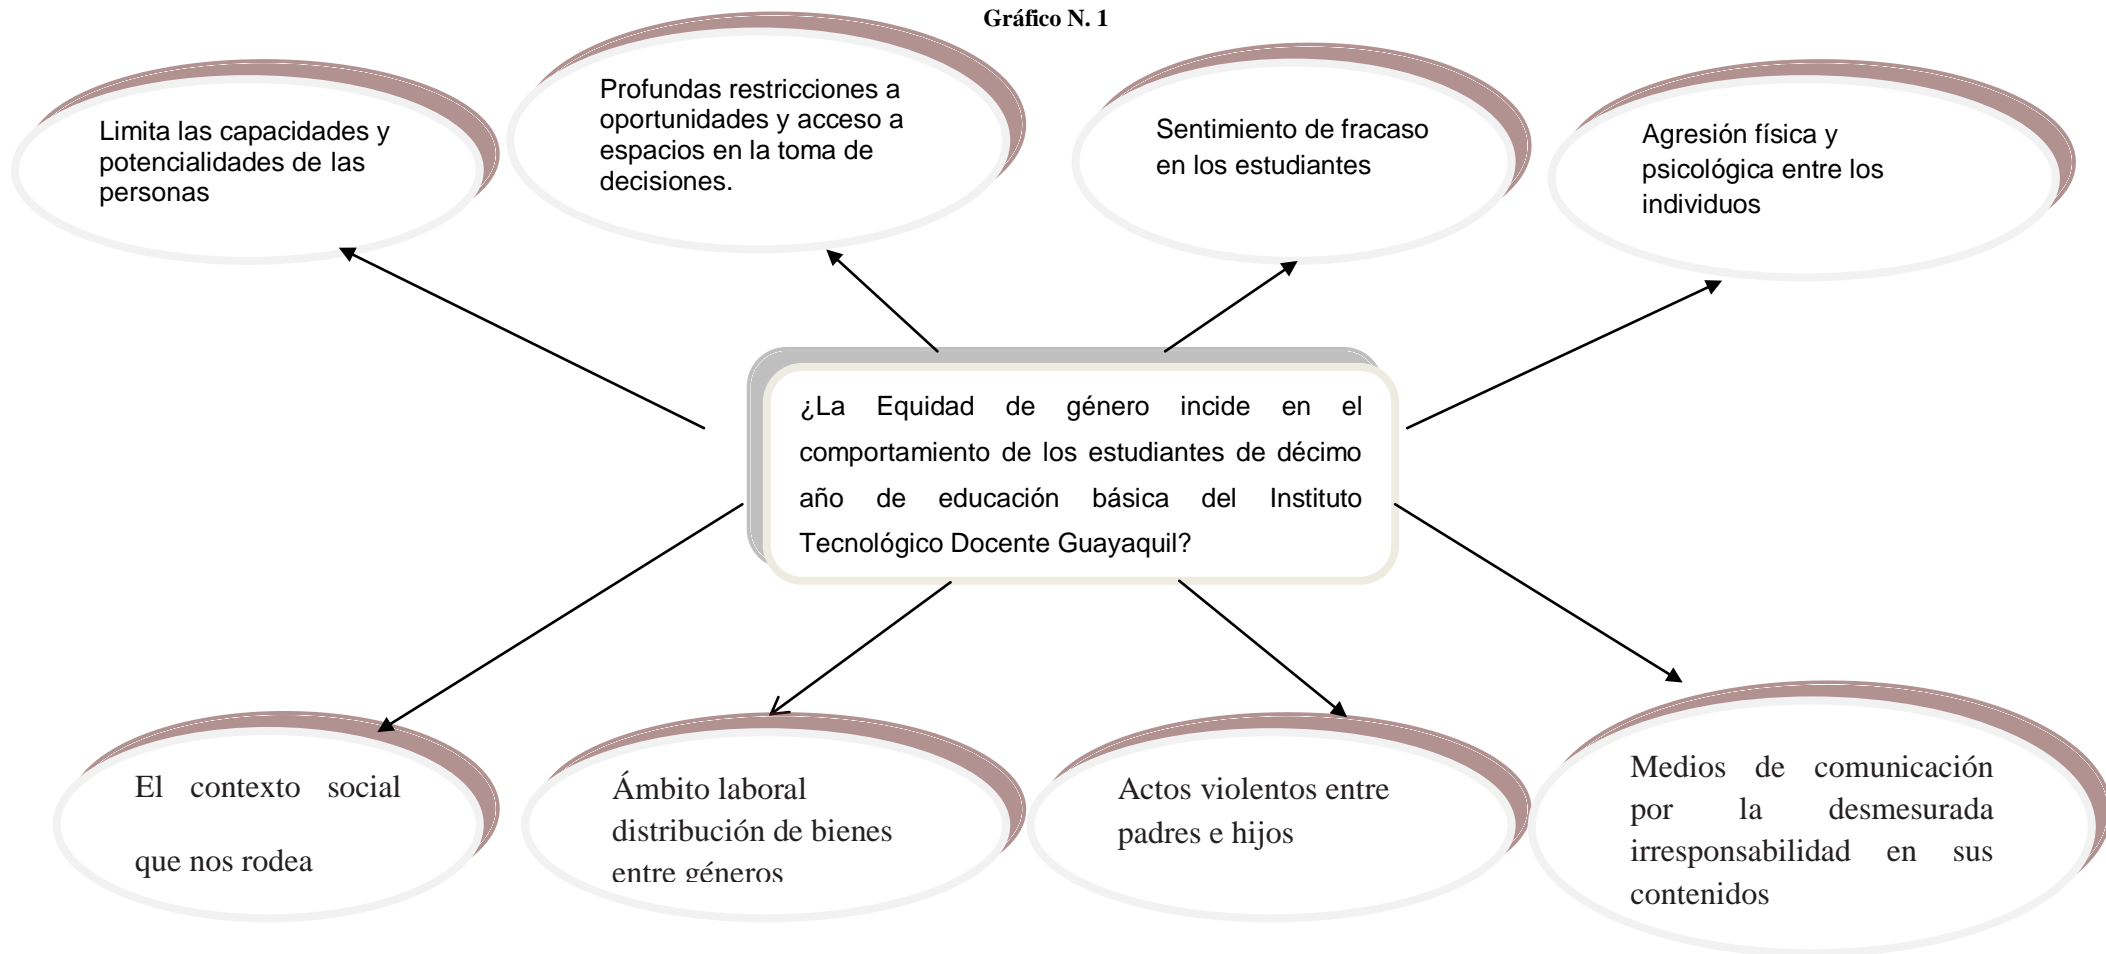 Gráfico N. 1
Limita las capacidades y
potencialidades de las
personas
Profundas restricciones a
oportunidades y acceso a
espacios en la toma de
decisiones.
Sentimiento de fracaso
en los estudiantes
Agresión física y
psicológica entre los
individuos
¿La Equidad de género incide en el
comportamiento de los estudiantes de décimo
año de educación básica del Instituto
Tecnológico Docente Guayaquil?
El contexto social
que nos rodea
Ámbito laboral
distribución de bienes
entre géneros
Actos violentos entre
padres e hijos
Medios de comunicación
por la desmesurada
irresponsabilidad en sus
contenidos